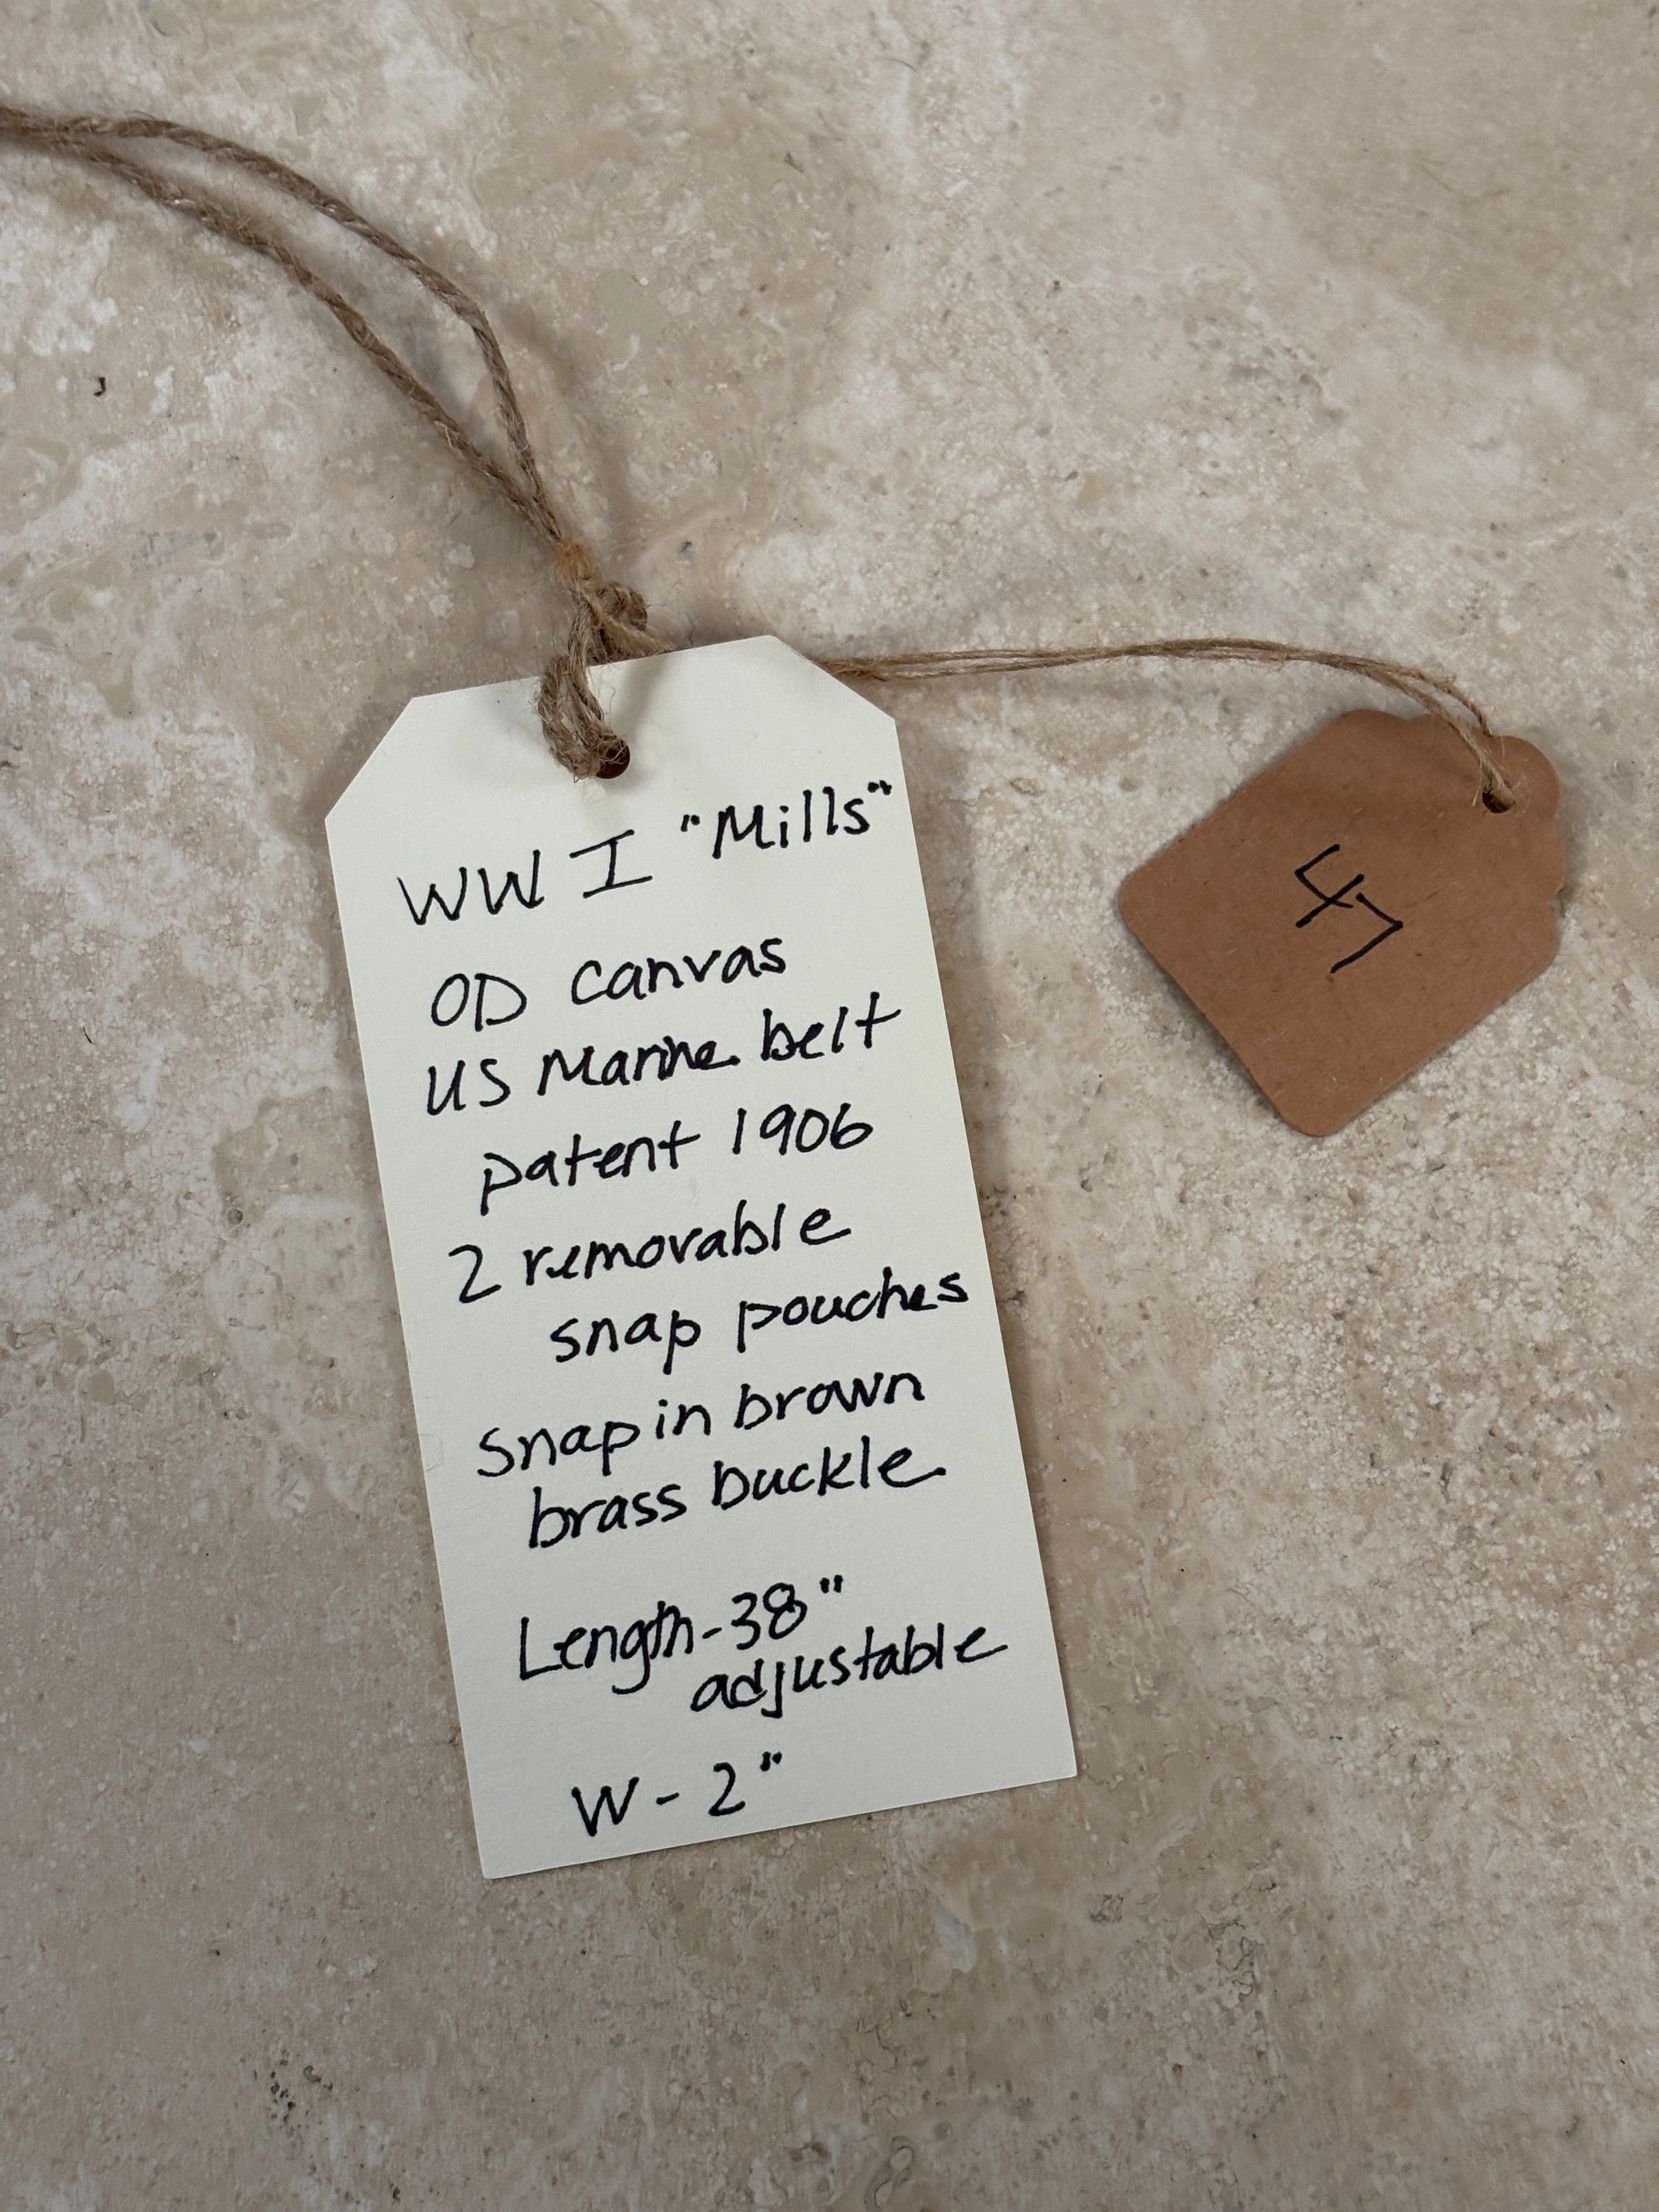 WW I "Mills"
OD canvas
US Marine belt
patent 1906
2 removable
snap pouches
Snap in brown
brass buckle
Length-38"
adjustable
W-2"
47